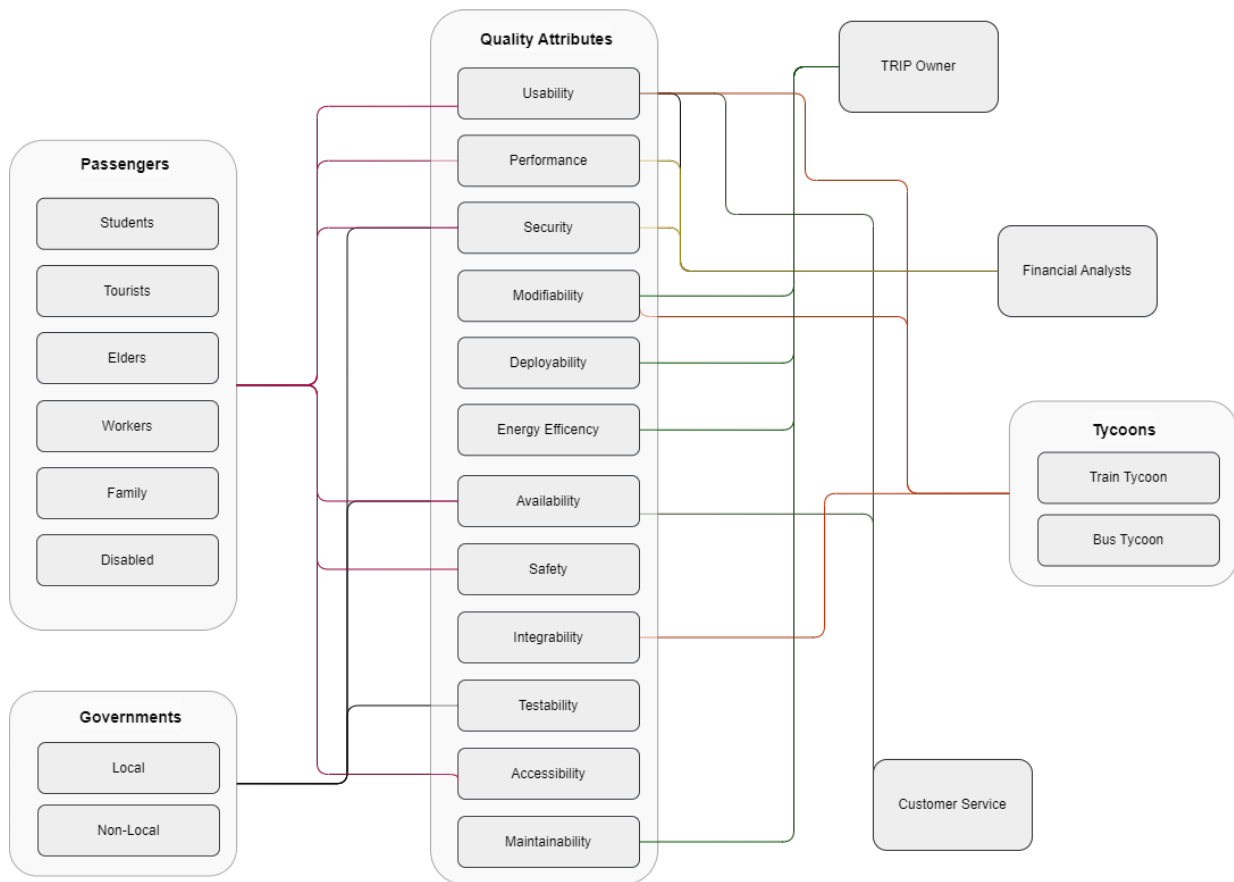 Passengers
Students
Tourists
Elders
Workers
Family
Disabled
Governments
Local
Non-Local
Quality Attributes
Usability
Performance
Security
Modifiability
Deployability
Energy Efficency
Availability
Safety
Integrability
Testability
Accessibility
Maintainability
TRIP Owner
Financial Analysts
Tycoons
Train Tycoon
Bus Tycoon
Customer Service